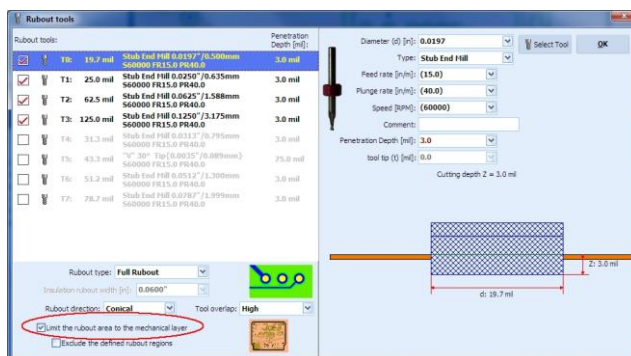 Rubout tools
Rubout tools:
Penetration
Depth [mil]:
T0: 19.7 mil Stub End Mill 0.0197"/0.500mm 3.0 mil
S60000 FR15.0 PR40.0
T1: 25.0 mil Stub End Mill 0.0250"/0.635mm 3.0 mil
S60000 FR15.0 PR40.0
T2: 62.5 mil Stub End Mill 0.0625"/1.588mm 3.0 mil
S60000 FR15.0 PR40.0
T3: 125.0 mil Stub End Mill 0.1250"/3.175mm 3.0 mil
S60000 FR15.0 PR40.0
T4: 31.3 mil Stub End Mill 0.0313"/0.795mm 3.0 mil
S60000 FR15.0 PR40.0
T5: 43.3 mil "V" 30° Tip(0.0035"/0.089mm) 75.0 mil
S60000 FR15.0 PR40.0
T6: 51.2 mil Stub End Mill 0.0512"/1.300mm 3.0 mil
S60000 FR15.0 PR40.0
T7: 78.7 mil Stub End Mill 0.0787"/1.999mm 3.0 mil
S60000 FR15.0 PR40.0
Rubout type: Full Rubout
Insulation rubout width [in]: 0.0600"
Rubout direction: Conical Tool overlap: High
Limit the rubout area to the mechanical layer
Exclude the defined rubout regions
Diameter (d) [in]: 0.0197
Select Tool
OK
Type: Stub End Mill
Feed rate [in/m]: (15.0)
Plunge rate [in/m]: (40.0)
Speed [RPM]: (60000)
Comment:
Penetration Depth [mil]: 3.0
tool tip (t) [mil]: 0.0
Cutting depth Z = 3.0 mil
Z: 3.0 mil
d: 19.7 mil